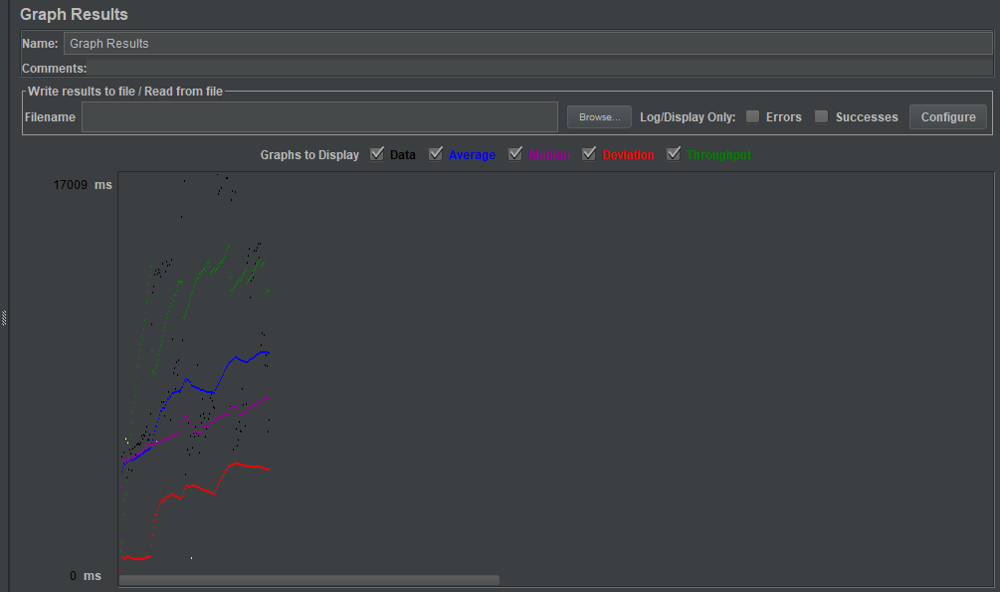 Graph Results
Name: Graph Results
Comments:
Write results to file / Read from file
Filename Browse... Log/Display Only: Errors Successes Configure
Graphs to Display Data Average Median Deviation Throughput
17009 ms
0 ms